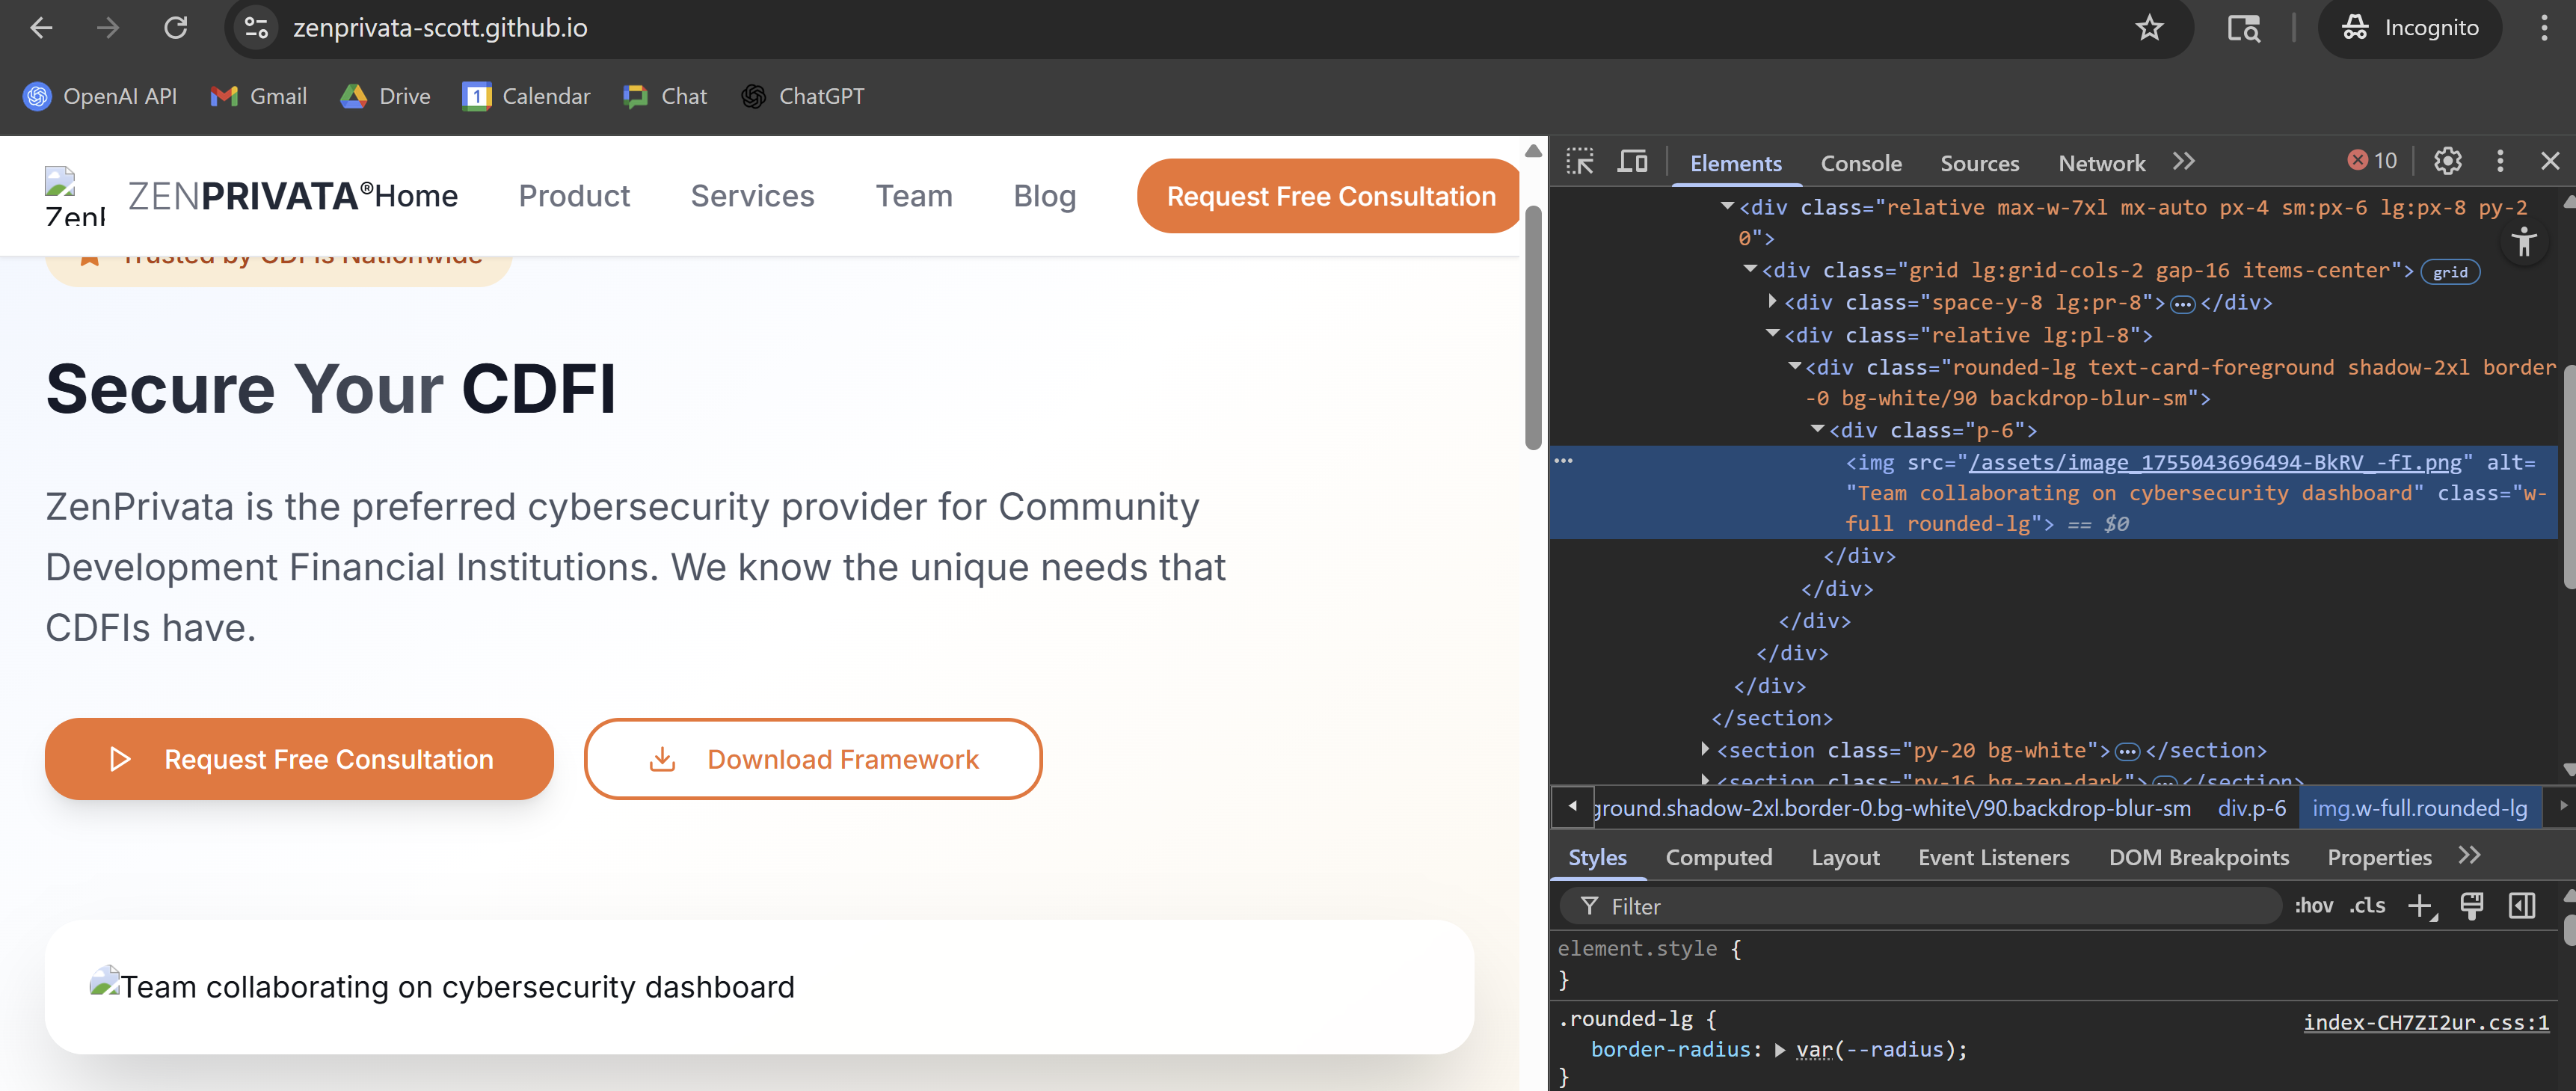 zenprivata-scott.github.io
Incognito
OpenAI API
Gmail
Drive
1
Calendar
Chat
ChatGPT
ZenP
ZENPRIVATA®
Home
Product
Services
Team
Blog
Request Free Consultation
Trusted by CDFIs Nationwide
Secure Your CDFI
ZenPrivata is the preferred cybersecurity provider for Community
Development Financial Institutions. We know the unique needs that
CDFIs have.
Request Free Consultation
Download Framework
Team collaborating on cybersecurity dashboard
Elements
Console
Sources
Network
10
<div class="relative max-w-7xl mx-auto px-4 sm:px-6 lg:px-8 py-2
0">
<div class="grid lg:grid-cols-2 gap-16 items-center"> grid
<div class="space-y-8 lg:pr-8"> … </div>
<div class="relative lg:pl-8">
<div class="rounded-lg text-card-foreground shadow-2xl border
-0 bg-white/90 backdrop-blur-sm">
<div class="p-6">
<img src="/assets/image_1755043696494-BkRV_-fI.png" alt=
"Team collaborating on cybersecurity dashboard" class="w-
full rounded-lg"> == $0
</div>
</div>
</div>
</div>
</div>
</section>
<section class="py-20 bg-white"> … </section>
<section class="py-16 bg-zen-dark"> … </section>
ground.shadow-2xl.border-0.bg-white\/90.backdrop-blur-sm
div.p-6
img.w-full.rounded-lg
Styles
Computed
Layout
Event Listeners
DOM Breakpoints
Properties
Filter
:hov
.cls
element.style {
}
.rounded-lg {
index-CH7ZI2ur.css:1
border-radius: var(--radius);
}